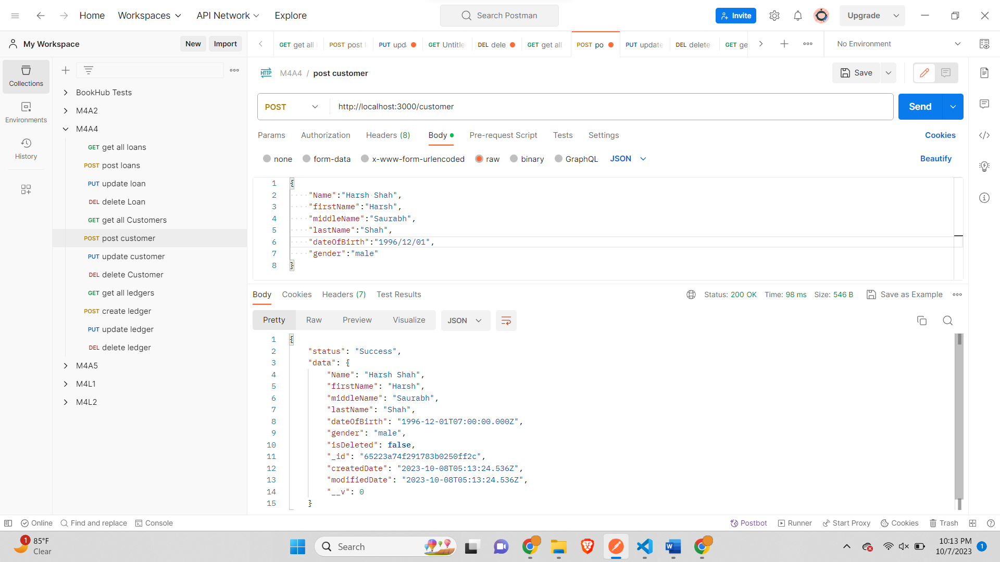 Home
Workspaces
API Network
Explore
Search Postman
Invite
Upgrade
My Workspace
New
Import
GET get all
POST post
PUT upd
GET Untitle
DEL dele
GET get all
POST po
PUT update
DEL delete
GET ge
No Environment
Collections
Environments
History
BookHub Tests
M4A2
M4A4
GET get all loans
POST post loans
PUT update loan
DEL delete Loan
GET get all Customers
POST post customer
PUT update customer
DEL delete Customer
GET get all ledgers
POST create ledger
PUT update ledger
DEL delete ledger
M4A5
M4L1
M4L2
HTTP M4A4 / post customer
Save
POST http://localhost:3000/customer
Send
Params Authorization Headers (8) Body Pre-request Script Tests Settings Cookies
none form-data x-www-form-urlencoded raw binary GraphQL JSON Beautify
1 {
2 "Name":"Harsh Shah",
3 "firstName":"Harsh",
4 "middleName":"Saurabh",
5 "lastName":"Shah",
6 "dateOfBirth":"1996/12/01",
7 "gender":"male"
8 }
Body Cookies Headers (7) Test Results Status: 200 OK Time: 98 ms Size: 546 B Save as Example
Pretty Raw Preview Visualize JSON
1 {
2 "status": "Success",
3 "data": {
4 "Name": "Harsh Shah",
5 "firstName": "Harsh",
6 "middleName": "Saurabh",
7 "lastName": "Shah",
8 "dateOfBirth": "1996-12-01T07:00:00.000Z",
9 "gender": "male",
10 "isDeleted": false,
11 "_id": "65223a74f291783b0250ff2c",
12 "createdDate": "2023-10-08T05:13:24.536Z",
13 "modifiedDate": "2023-10-08T05:13:24.536Z",
14 "__v": 0
15 }
Online Find and replace Console Postbot Runner Start Proxy Cookies Trash
1 85°F
Clear
Search
10:13 PM
10/7/2023
1